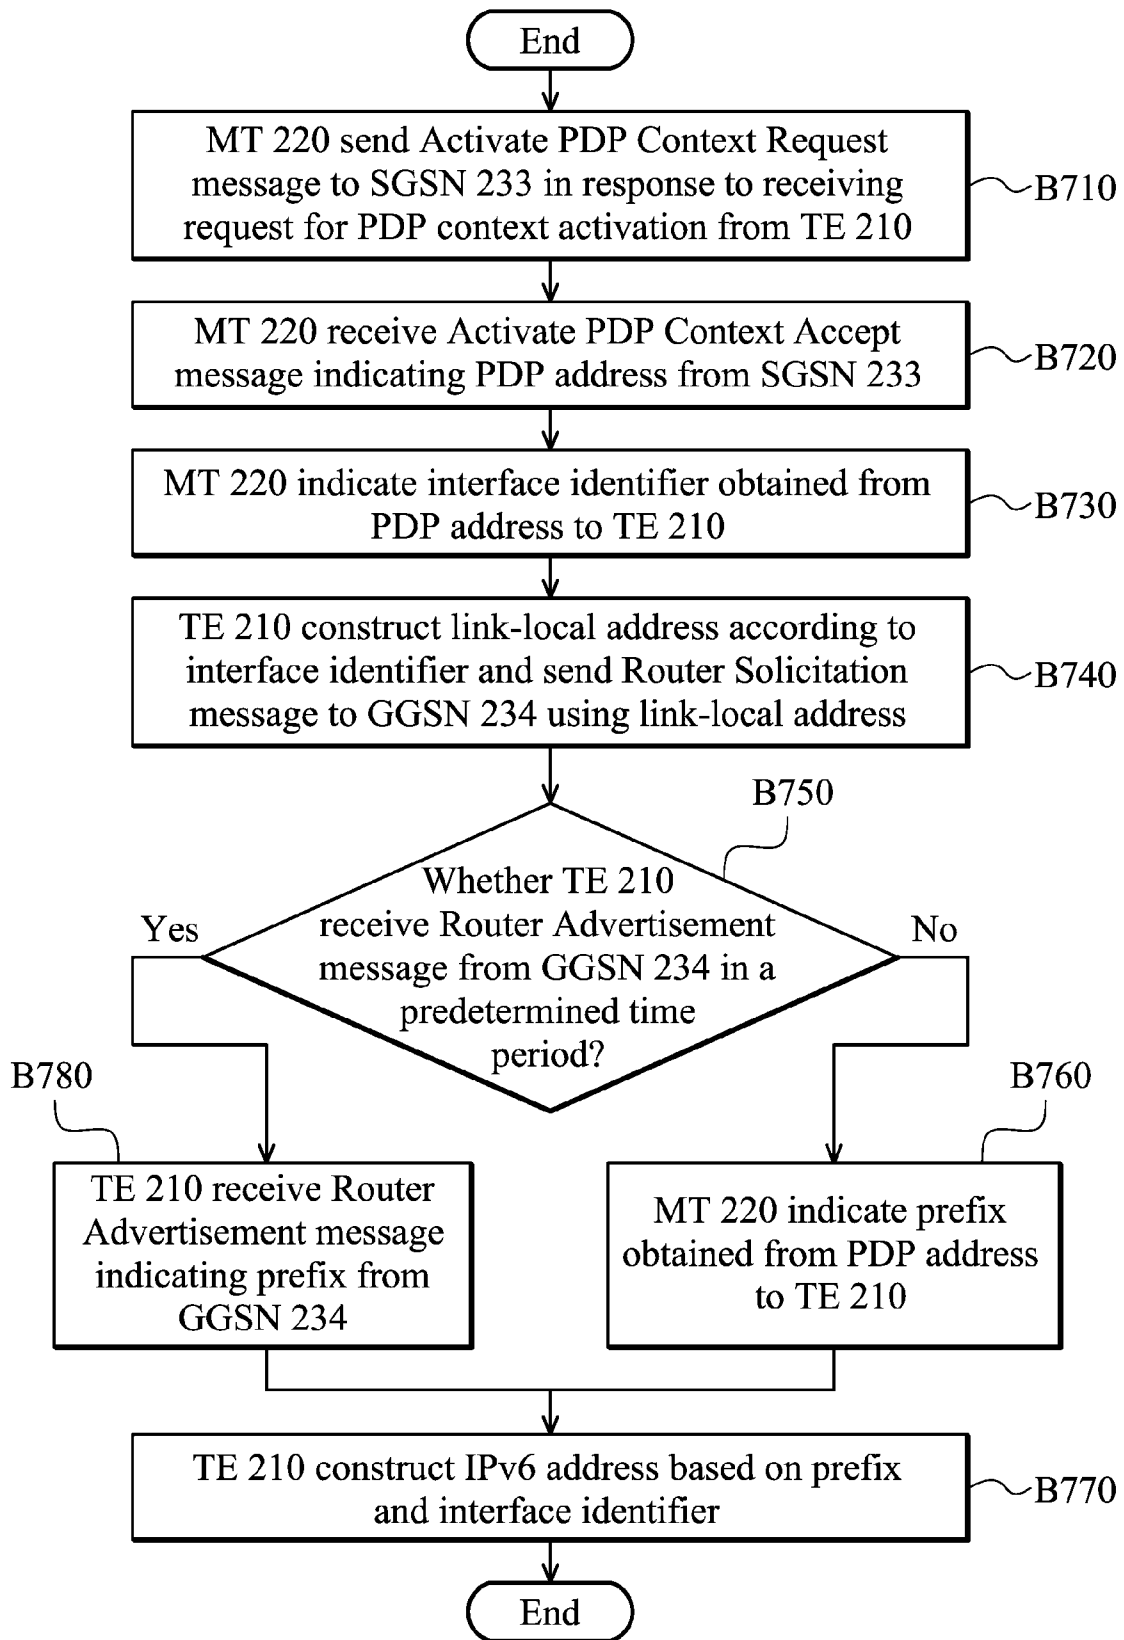 End
MT 220 send Activate PDP Context Request
message to SGSN 233 in response to receiving
request for PDP context activation from TE 210
B710
MT 220 receive Activate PDP Context Accept
message indicating PDP address from SGSN 233
B720
MT 220 indicate interface identifier obtained from
PDP address to TE 210
B730
TE 210 construct link-local address according to
interface identifier and send Router Solicitation
message to GGSN 234 using link-local address
B740
B750
Whether TE 210
receive Router Advertisement
message from GGSN 234 in a
predetermined time
period?
Yes
No
B780
TE 210 receive Router
Advertisement message
indicating prefix from
GGSN 234
B760
MT 220 indicate prefix
obtained from PDP address
to TE 210
TE 210 construct IPv6 address based on prefix
and interface identifier
B770
End